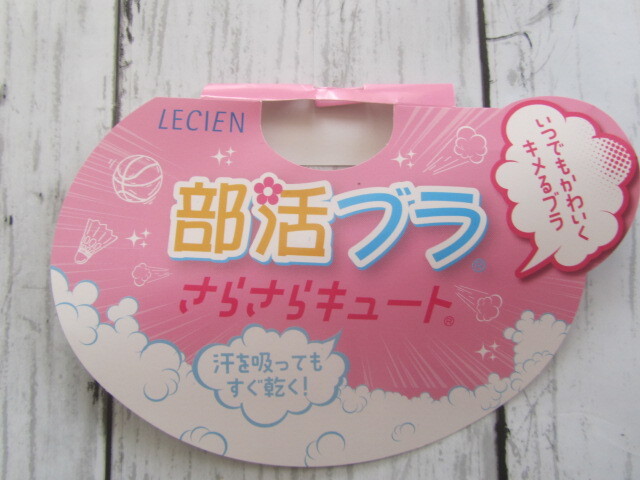 LECIEN
いつでもかわいく
キメるブラ
部活ブラ®
さらさらキュート®
汗を吸っても
すぐ乾く!